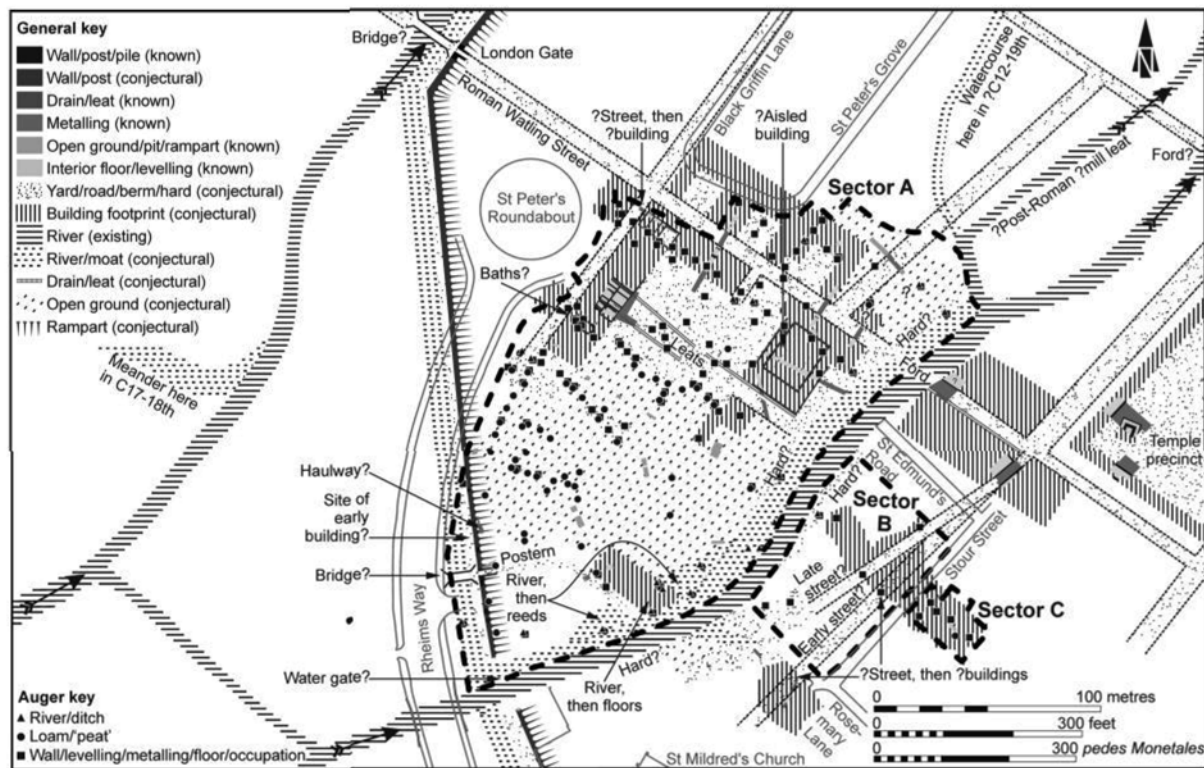 General key
Wall/post/pile (known)
Wall/post (conjectural)
Drain/leat (known)
Metalling (known)
Open ground/pit/rampart (known)
Interior floor/levelling (known)
Yard/road/berm/hard (conjectural)
Building footprint (conjectural)
River (existing)
River/moat (conjectural)
Drain/leat (conjectural)
Open ground (conjectural)
Rampart (conjectural)
Meander here
in C17-18th
Bridge?
London Gate
Roman Watling Street
?Street, then
?building
Black Griffin Lane
St Peter's Grove
?Aisled
building
Watercourse
here in ?C12-19th
N
Ford?
Sector A
?Post-Roman ?mill leat
St Peter's
Roundabout
Baths?
Leats
?
Hard?
Ford
Temple
precinct
Haulway?
Site of
early
building?
Bridge?
Postern
River,
then
reeds
Rheims Way
Water gate?
Hard?
River,
then floors
Hard?
Hard?
St Edmund's
Road
Sector
B
Stour Street
Late
street?
Early street?
Sector C
?Street, then ?buildings
Rose-
mary
Lane
St Mildred's Church
0 100 metres
0 300 feet
0 300 pedes Monetales
Auger key
River/ditch
Loam/'peat'
Wall/levelling/metalling/floor/occupation